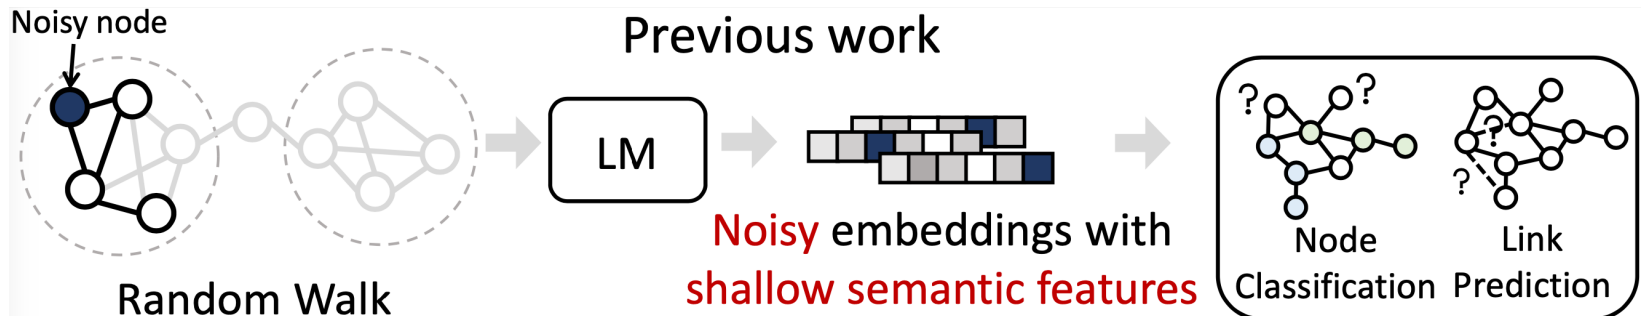 Noisy node
Previous work
LM
Random Walk
Noisy embeddings with
shallow semantic features
? ?
Node
Classification
?
?
Link
Prediction